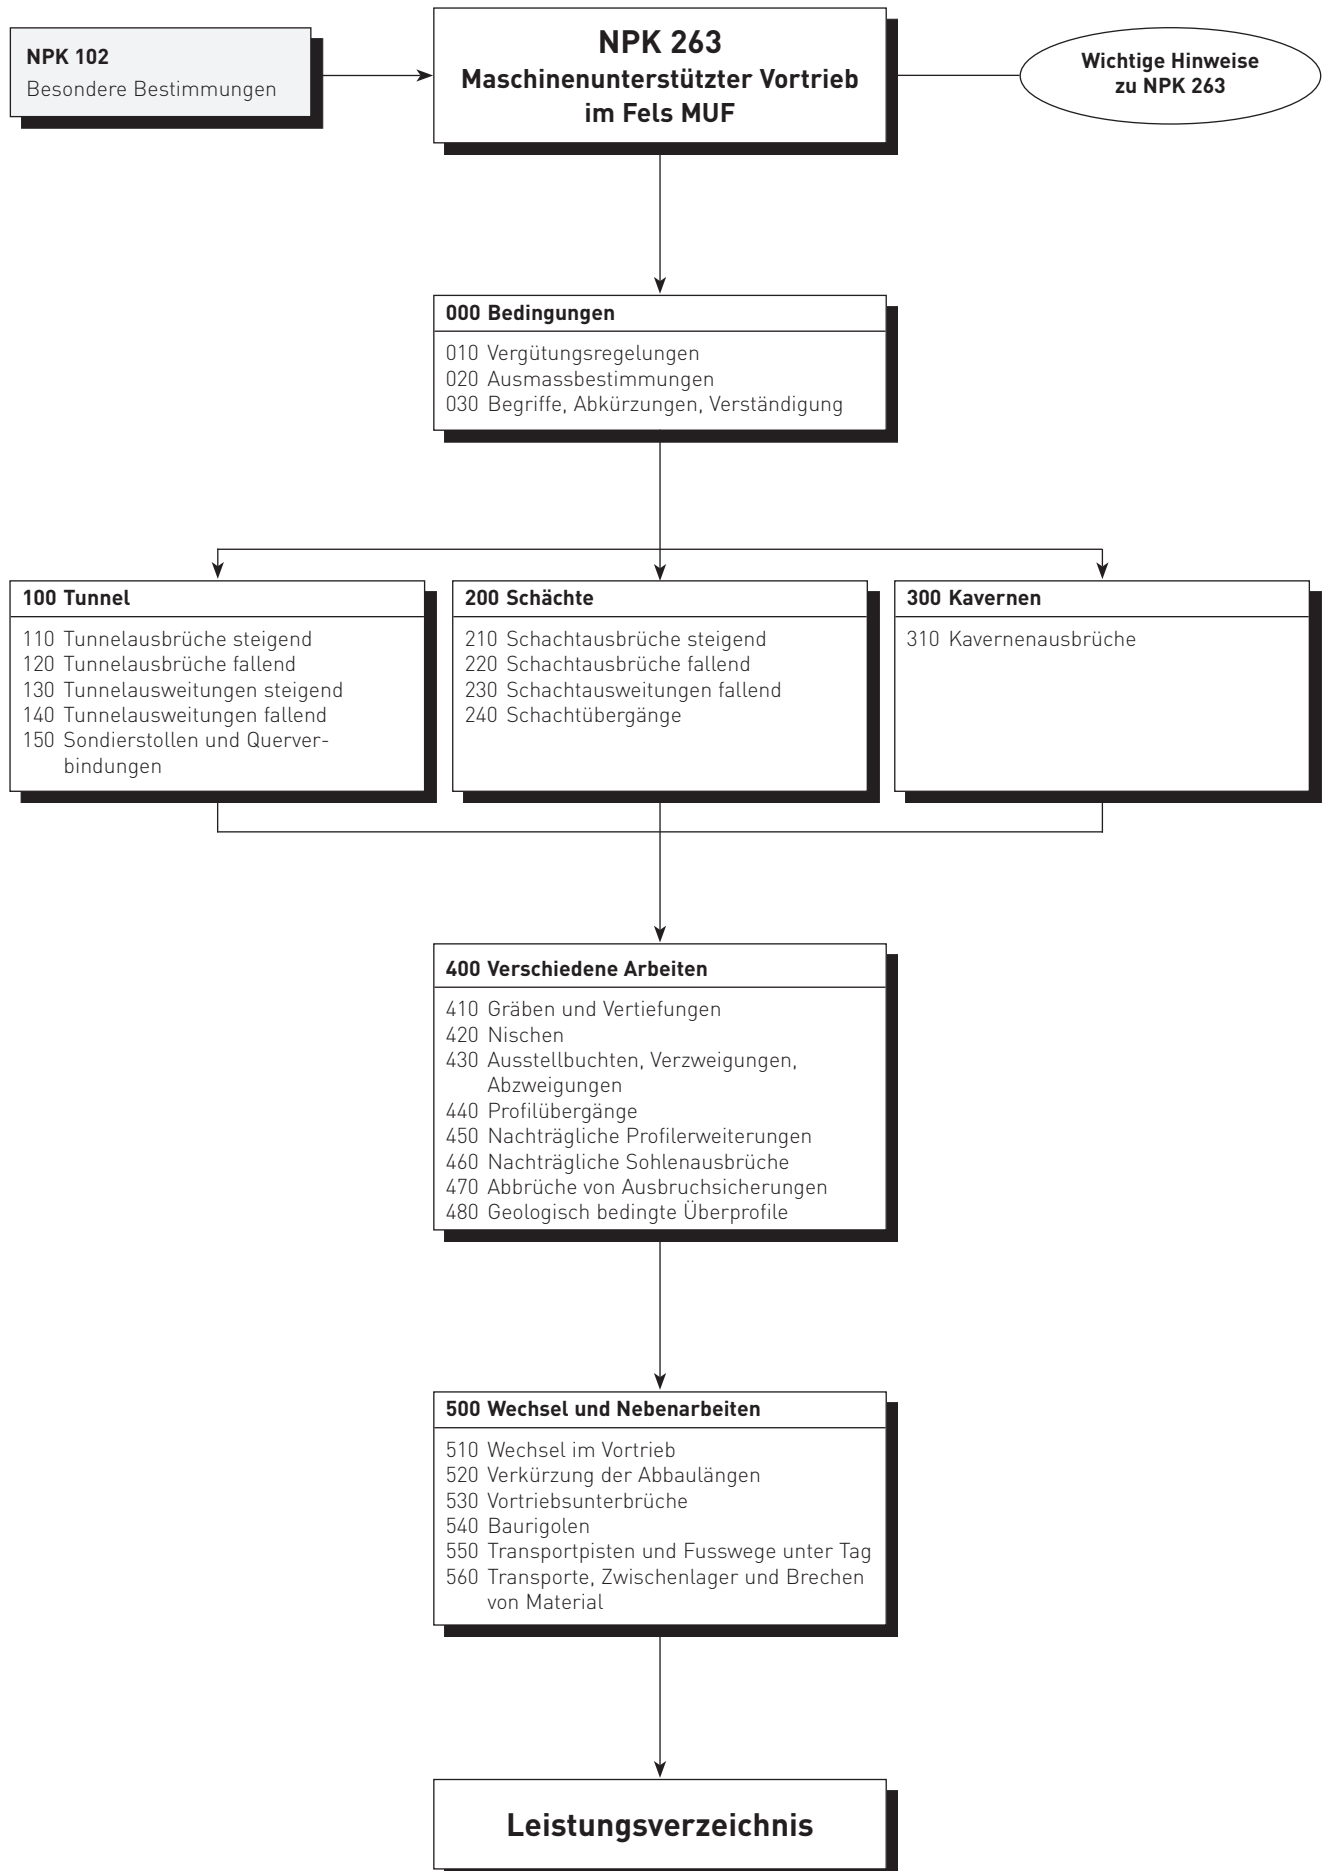 NPK 102
Besondere Bestimmungen
NPK 263
Maschinenunterstützter Vortrieb
im Fels MUF
Wichtige Hinweise
zu NPK 263
000 Bedingungen
010 Vergütungsregelungen
020 Ausmassbestimmungen
030 Begriffe, Abkürzungen, Verständigung
100 Tunnel
110 Tunnelausbrüche steigend
120 Tunnelausbrüche fallend
130 Tunnelausweitungen steigend
140 Tunnelausweitungen fallend
150 Sondierstollen und Querver-
bindungen
200 Schächte
210 Schachtausbrüche steigend
220 Schachtausbrüche fallend
230 Schachtausweitungen fallend
240 Schachtübergänge
300 Kavernen
310 Kavernenausbrüche
400 Verschiedene Arbeiten
410 Gräben und Vertiefungen
420 Nischen
430 Ausstellbuchten, Verzweigungen,
Abzweigungen
440 Profilübergänge
450 Nachträgliche Profilerweiterungen
460 Nachträgliche Sohlenausbrüche
470 Abbrüche von Ausbruchsicherungen
480 Geologisch bedingte Überprofile
500 Wechsel und Nebenarbeiten
510 Wechsel im Vortrieb
520 Verkürzung der Abbaulängen
530 Vortriebsunterbrüche
540 Baurigolen
550 Transportpisten und Fusswege unter Tag
560 Transporte, Zwischenlager und Brechen
von Material
Leistungsverzeichnis